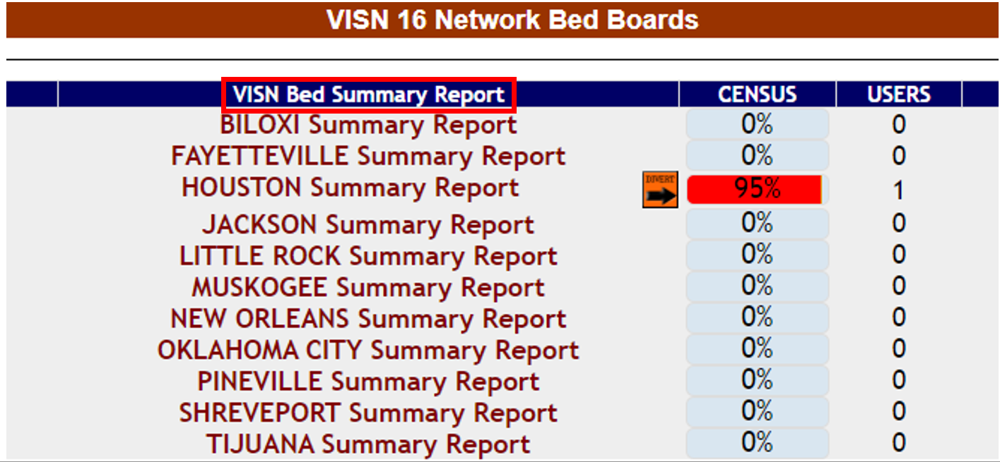 VISN 16 Network Bed Boards
VISN Bed Summary Report CENSUS USERS
BILOXI Summary Report 0% 0
FAYETTEVILLE Summary Report 0% 0
HOUSTON Summary Report DIVERT 95% 1
JACKSON Summary Report 0% 0
LITTLE ROCK Summary Report 0% 0
MUSKOGEE Summary Report 0% 0
NEW ORLEANS Summary Report 0% 0
OKLAHOMA CITY Summary Report 0% 0
PINEVILLE Summary Report 0% 0
SHREVEPORT Summary Report 0% 0
TIJUANA Summary Report 0% 0